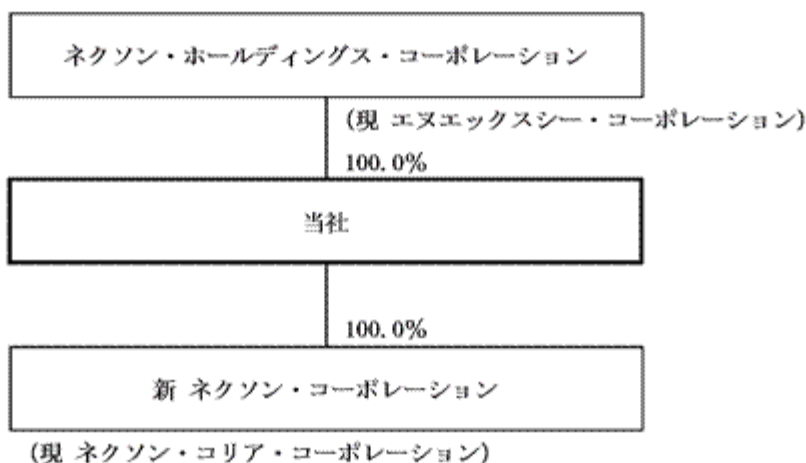 ネクソン・ホールディングス・コーポレーション
(現 エヌエックスシー・コーポレーション)
100.0%
当社
100.0%
新 ネクソン・コーポレーション
(現 ネクソン・コリア・コーポレーション)